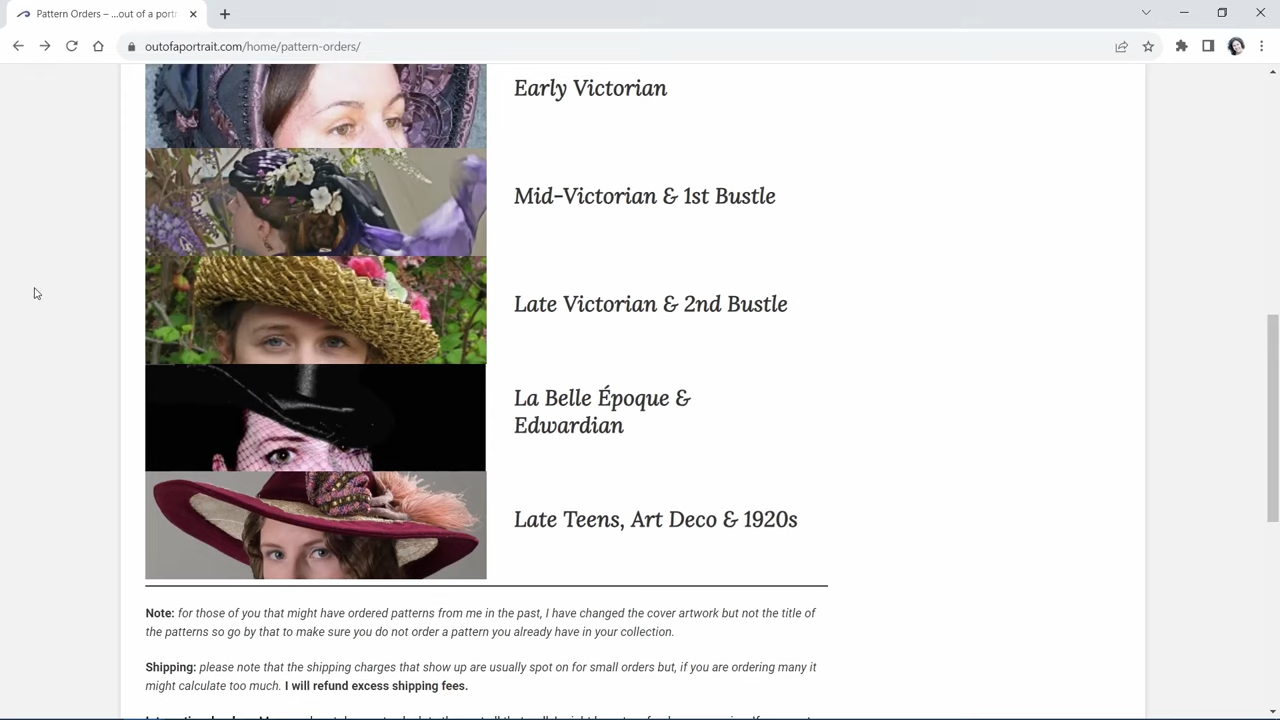 Pattern Orders – ...out of a portr
outofaportrait.com/home/pattern-orders/
Early Victorian
Mid-Victorian & 1st Bustle
Late Victorian & 2nd Bustle
La Belle Époque &
Edwardian
Late Teens, Art Deco & 1920s
Note: for those of you that might have ordered patterns from me in the past, I have changed the cover artwork but not the title of
the patterns so go by that to make sure you do not order a pattern you already have in your collection.
Shipping: please note that the shipping charges that show up are usually spot on for small orders but, if you are ordering many it
might calculate too much. I will refund excess shipping fees.